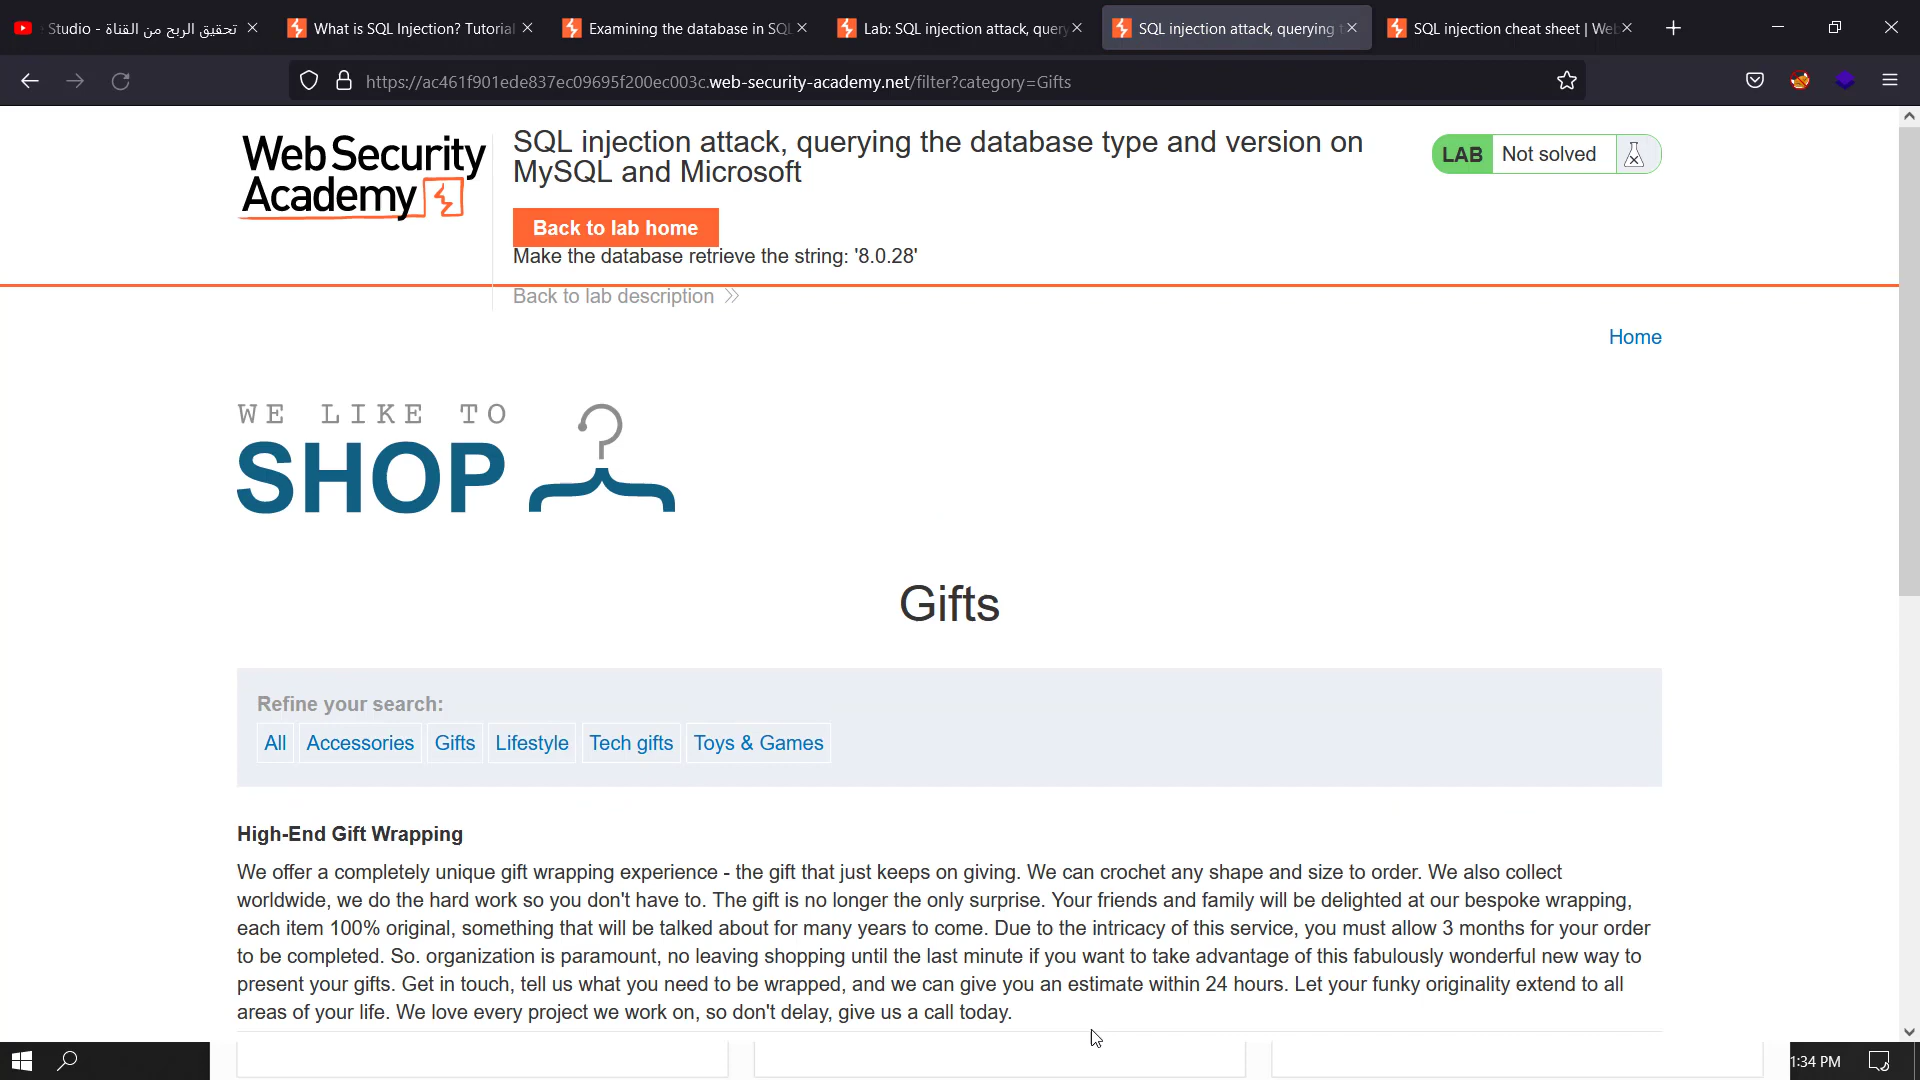 Studio - تحقيق الربح من القناة
What is SQL Injection? Tutorial
Examining the database in SQL
Lab: SQL injection attack, query
SQL injection attack, querying t
SQL injection cheat sheet | Web
https://ac461f901ede837ec09695f200ec003c.web-security-academy.net/filter?category=Gifts
Web Security
Academy
SQL injection attack, querying the database type and version on
MySQL and Microsoft
LAB Not solved
Back to lab home
Make the database retrieve the string: '8.0.28'
Back to lab description
Home
WE LIKE TO
SHOP
Gifts
Refine your search:
All Accessories Gifts Lifestyle Tech gifts Toys & Games
High-End Gift Wrapping
We offer a completely unique gift wrapping experience - the gift that just keeps on giving. We can crochet any shape and size to order. We also collect
worldwide, we do the hard work so you don't have to. The gift is no longer the only surprise. Your friends and family will be delighted at our bespoke wrapping,
each item 100% original, something that will be talked about for many years to come. Due to the intricacy of this service, you must allow 3 months for your order
to be completed. So. organization is paramount, no leaving shopping until the last minute if you want to take advantage of this fabulously wonderful new way to
present your gifts. Get in touch, tell us what you need to be wrapped, and we can give you an estimate within 24 hours. Let your funky originality extend to all
areas of your life. We love every project we work on, so don't delay, give us a call today.
1:34 PM